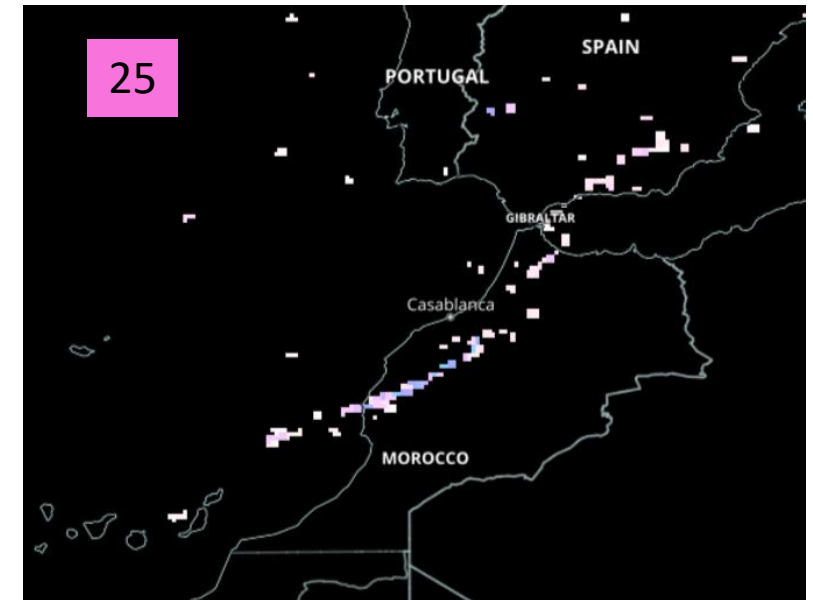 25
SPAIN
PORTUGAL
GIBRALTAR
Casablanca
MOROCCO